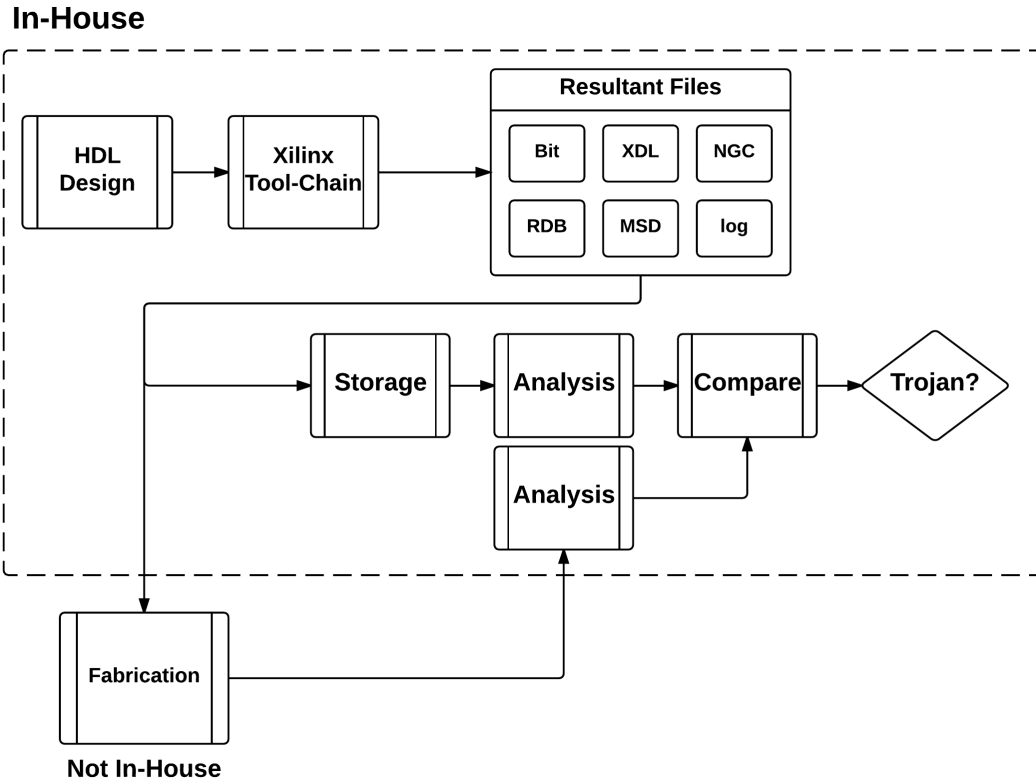 In-House
HDL
Design
Xilinx
Tool-Chain
Resultant Files
Bit
XDL
NGC
RDB
MSD
log
Storage
Analysis
Compare
Trojan?
Analysis
Fabrication
Not In-House